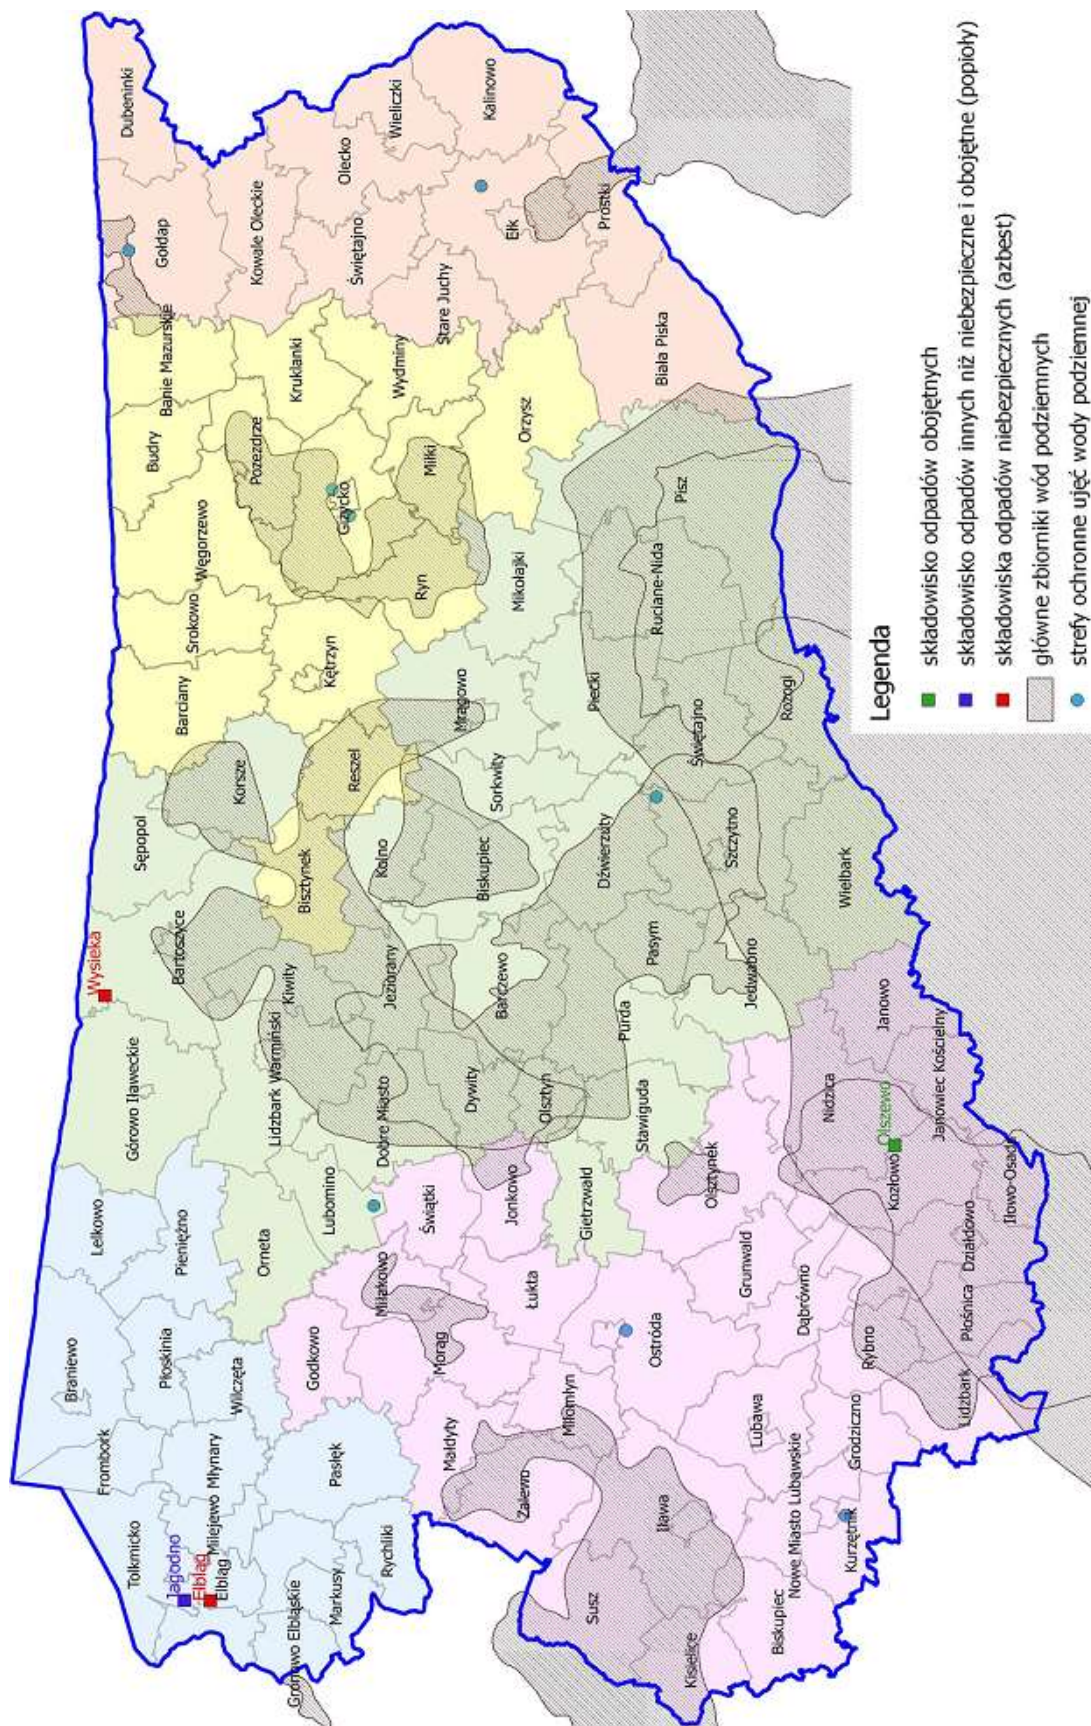 Dubeninki
Gołdap
Kowale Oleckie
Olecko
Wieliczki
Świętajno
Kalinowo
Stare Juchy
Ełk
Prostki
Biała Piska
Banie Mazurskie
Budry
Kruklanki
Pozezdrze
Wydminy
Giżycko
Miłki
Orzysz
Węgorzewo
Srokowo
Ryn
Kętrzyn
Barciany
Mikołajki
Pisz
Ruciane-Nida
Mrągowo
Piecki
Korsze
Reszel
Sępopol
Sorkwity
Świętajno
Rozogi
Bisztynek
Kolno
Biskupiec
Dźwierzuty
Szczytno
Wielbark
Wysieka
Bartoszyce
Kiwity
Jeziorany
Barczewo
Pasym
Jedwabno
Górowo Iławeckie
Lidzbark Warmiński
Dobre Miasto
Dywity
Olsztyn
Purda
Stawiguda
Janowo
Nidzica
Janowiec Kościelny
Olszewo
Kozłowo
Iłowo-Osada
Lelkowo
Pieniężno
Orneta
Lubomino
Świątki
Jonkowo
Gietrzwałd
Olsztynek
Braniewo
Płoskinia
Wilczęta
Godkowo
Miłakowo
Morąg
Łukta
Ostróda
Grunwald
Dąbrówno
Działdowo
Płośnica
Rybno
Lidzbark
Frombork
Młynary
Milejewo
Pasłęk
Małdyty
Miłomłyn
Zalewo
Lubawa
Grodziczno
Tolkmicko
Jagodno
Elbląg
Elbląg
Rychliki
Markusy
Gronowo Elbląskie
Iława
Susz
Nowe Miasto Lubawskie
Kurzętnik
Biskupiec
Kisielice
Legenda
składowisko odpadów obojętnych
składowisko odpadów innych niż niebezpieczne i obojętne (popioły)
składowiska odpadów niebezpiecznych (azbest)
główne zbiorniki wód podziemnych
strefy ochronne ujęć wody podziemnej